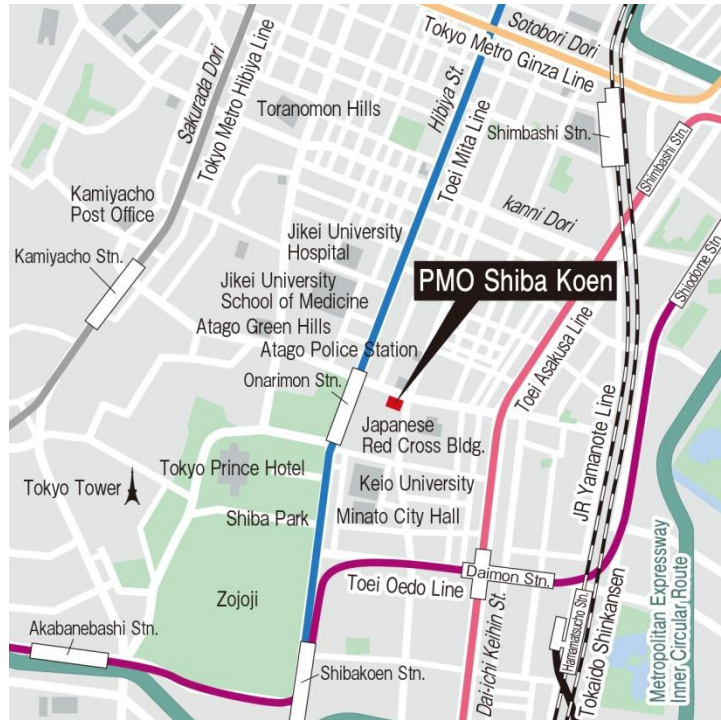 Sotobori Dori
Tokyo Metro Ginza Line
Sakurada Dori
Tokyo Metro Hibiya Line
Hibiya St.
Toei Mita Line
Toranomon Hills
Shimbashi Stn.
Shimbashi Stn.
Kamiyacho
Post Office
kanni Dori
Jikei University
Hospital
Kamiyacho Stn.
Shiodome Stn.
Jikei University
School of Medicine
PMO Shiba Koen
Atago Green Hills
Atago Police Station
Toei Asakusa Line
Onarimon Stn.
Japanese
Red Cross Bldg.
JR Yamanote Line
Tokyo Prince Hotel
Keio University
Tokyo Tower
Shiba Park
Minato City Hall
Daimon Stn.
Toei Oedo Line
Zojoji
Hamamatsucho Stn.
Tokaido Shinkansen
Metropolitan Expressway
Inner Circular Route
Dai-ichi Keihin St.
Akabanebashi Stn.
Shibakoen Stn.